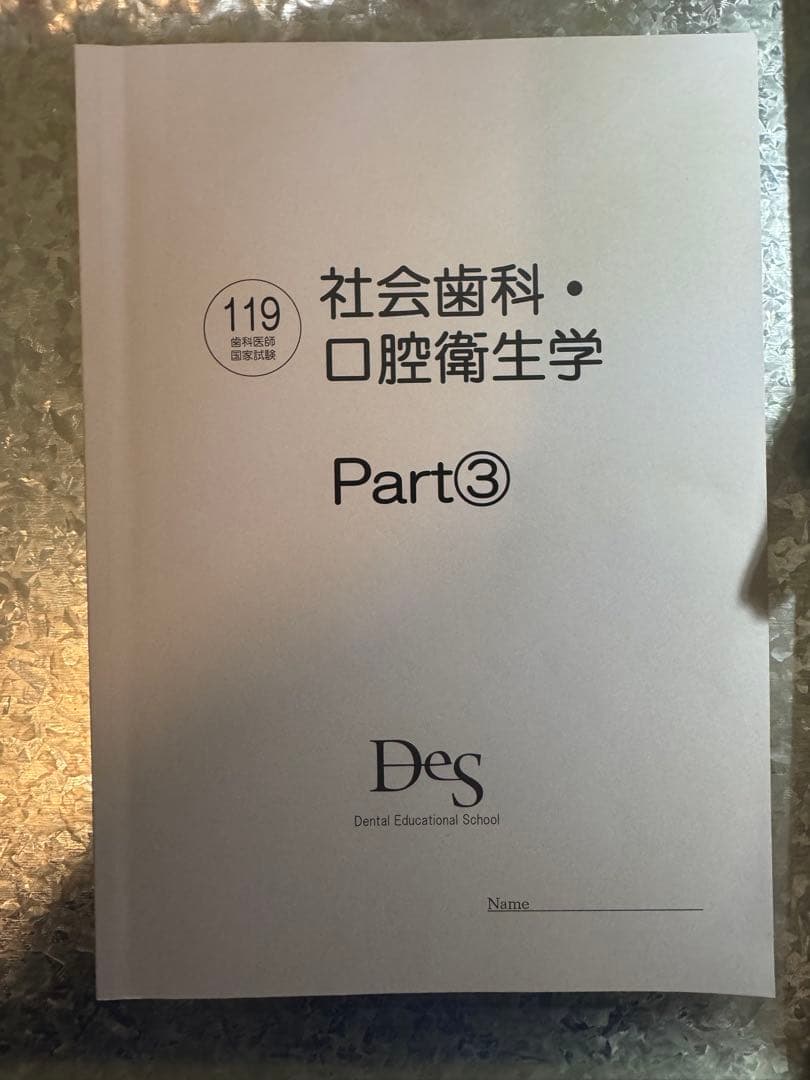 119
歯科医師
国家試験
社会歯科・
口腔衛生学
Part③
DeS
Dental Educational School
Name